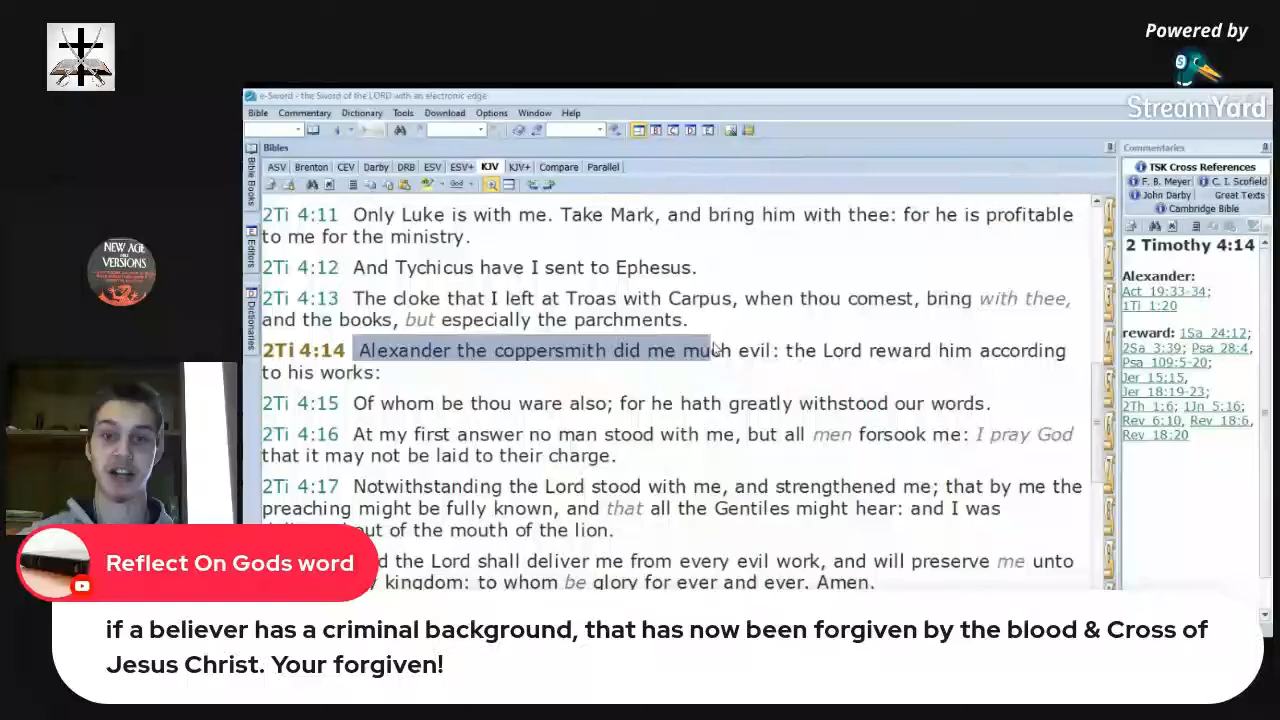 Powered by
StreamYard
e-Sword - the Sword of the LORD with an electronic edge
Bible Commentary Dictionary Tools Download Options Window Help
Bibles
Commentaries
ASV Brenton CEV Darby DRB ESV ESV+ KJV KJV+ Compare Parallel
TSK Cross References
F. B. Meyer C. I. Scofield
John Darby Great Texts
Cambridge Bible
Bible Books
Editors
Dictionaries
2Ti 4:11 Only Luke is with me. Take Mark, and bring him with thee: for he is profitable
to me for the ministry.
2Ti 4:12 And Tychicus have I sent to Ephesus.
2Ti 4:13 The cloke that I left at Troas with Carpus, when thou comest, bring with thee,
and the books, but especially the parchments.
2Ti 4:14 Alexander the coppersmith did me much evil: the Lord reward him according
to his works:
2Ti 4:15 Of whom be thou ware also; for he hath greatly withstood our words.
2Ti 4:16 At my first answer no man stood with me, but all men forsook me: I pray God
that it may not be laid to their charge.
2Ti 4:17 Notwithstanding the Lord stood with me, and strengthened me; that by me the
preaching might be fully known, and that all the Gentiles might hear: and I was
out of the mouth of the lion.
the Lord shall deliver me from every evil work, and will preserve me unto
kingdom: to whom be glory for ever and ever. Amen.
2 Timothy 4:14
Alexander:
Act 19:33-34;
1Ti 1:20
reward: 1Sa 24:12;
2Sa 3:39; Psa 28:4,
Psa 109:5-20;
Jer 15:15,
Jer 18:19-23;
2Th 1:6; 1Jn 5:16;
Rev 6:10, Rev 18:6,
Rev 18:20
NEW AGE
VERSIONS
Reflect On Gods word
if a believer has a criminal background, that has now been forgiven by the blood & Cross of
Jesus Christ. Your forgiven!